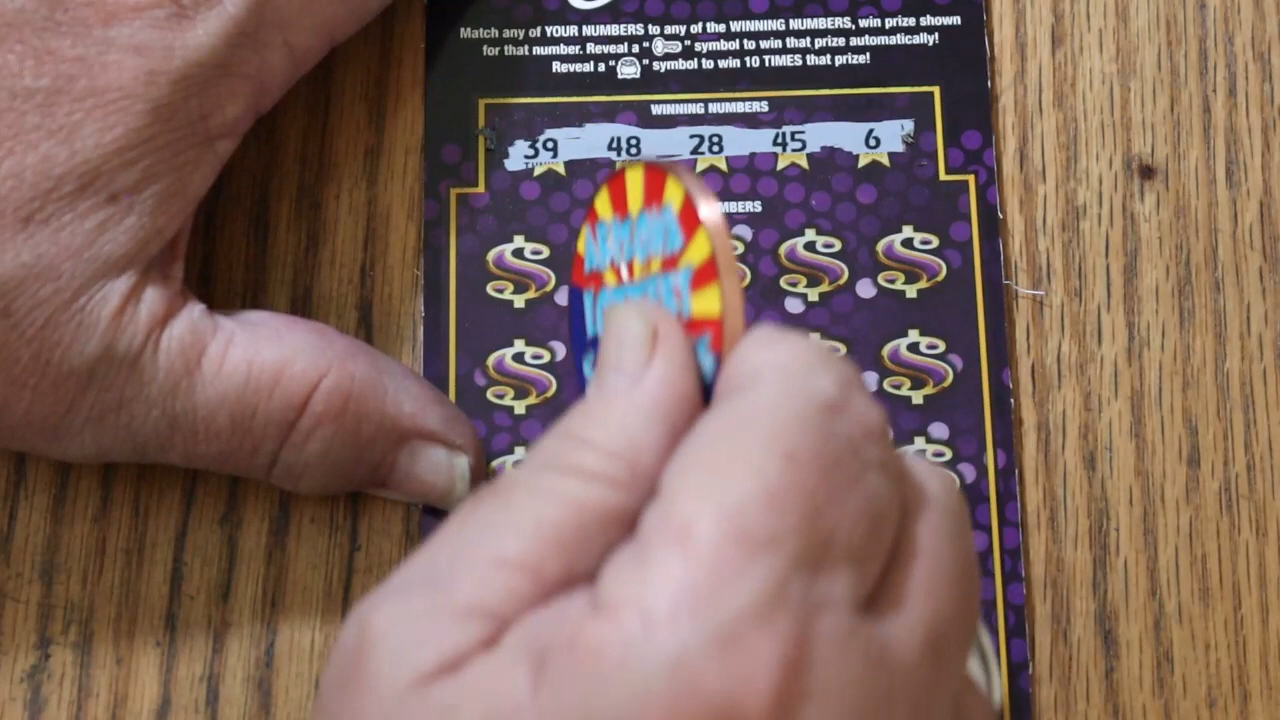 Match any of YOUR NUMBERS to any of the WINNING NUMBERS, win prize shown
for that number. Reveal a " " symbol to win that prize automatically!
Reveal a " " symbol to win 10 TIMES that prize!
WINNING NUMBERS
39 48 28 45 6